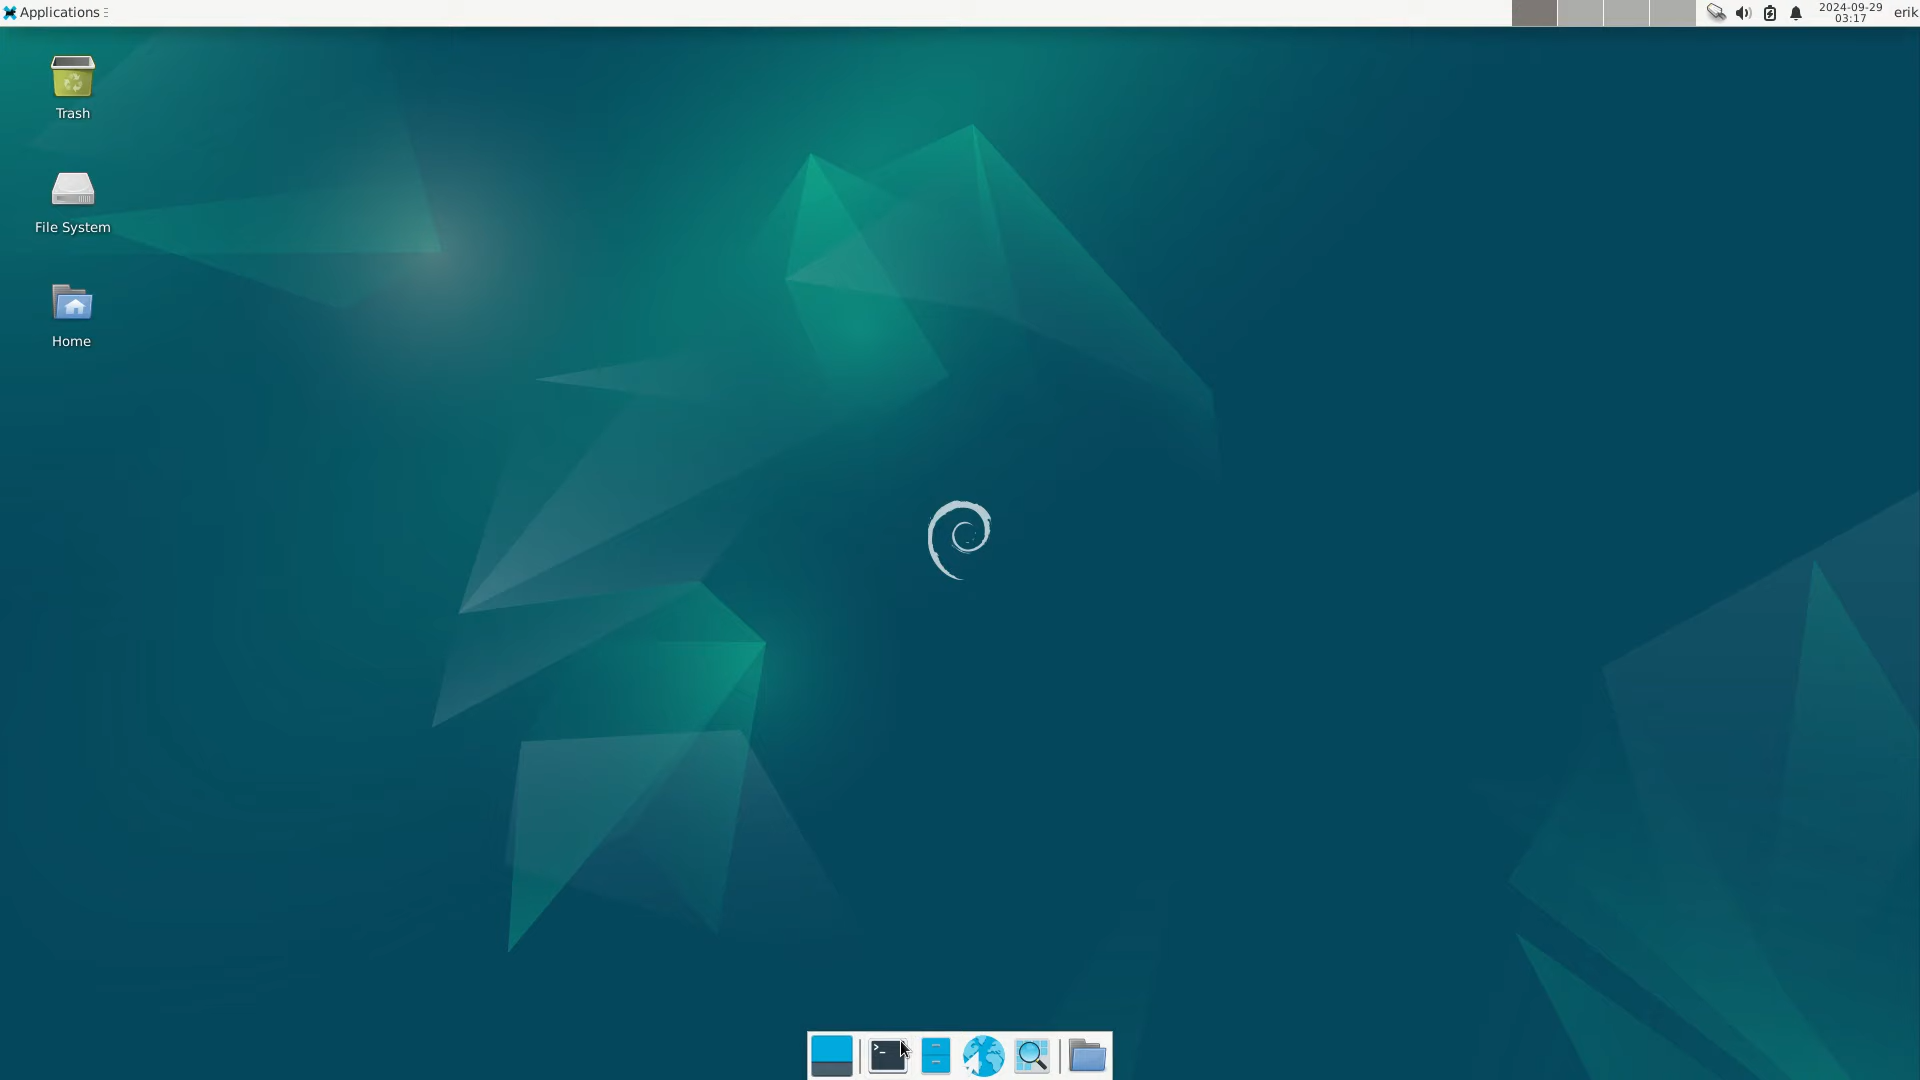 Applications
2024-09-29
03:17
erik
Trash
File System
Home
>_